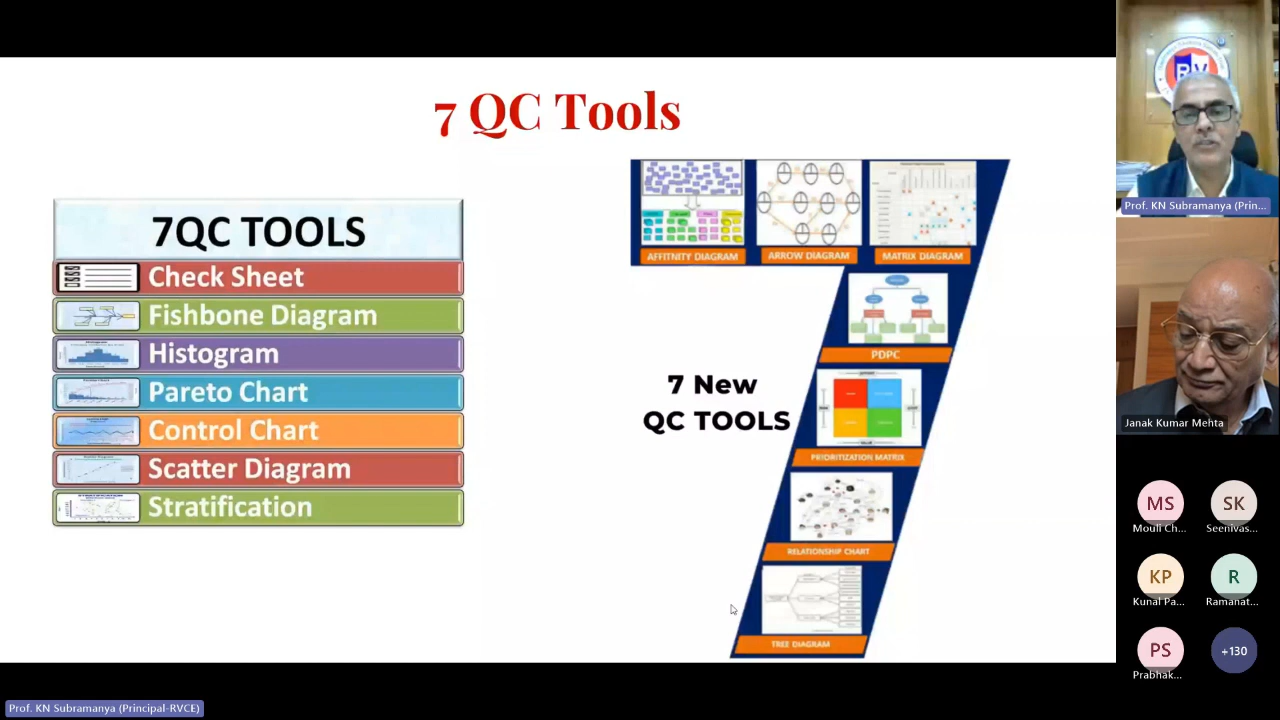 7 QC Tools
7QC TOOLS
Check Sheet
Fishbone Diagram
Histogram
Pareto Chart
Control Chart
Scatter Diagram
Stratification
AFFITNITY DIAGRAM
ARROW DIAGRAM
MATRIX DIAGRAM
PDPC
7 New
QC TOOLS
PRIORITIZATION MATRIX
RELATIONSHIP CHART
TREE DIAGRAM
Prof. KN Subramanya (Prin...
Janak Kumar Mehta
MS
SK
Mouli Ch...
Seenivas...
KP
R
Kunal Pa...
Ramanat...
PS
+130
Prabhak...
Prof. KN Subramanya (Principal-RVCE)